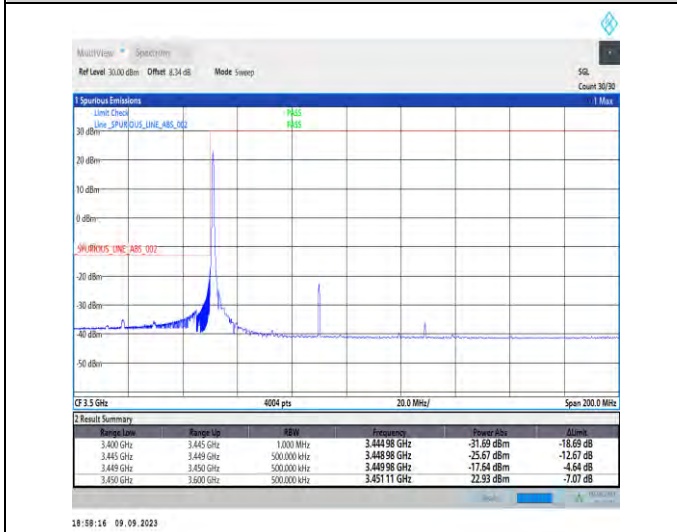 MultiView Spectrum
Ref Level 30.00 dBm Offset 8.34 dB Mode Sweep SGL
Count 30/30
1 Spurious Emissions 1 Max
Limit Check PASS
Line _SPURIOUS_LINE_ABS_002 PASS
30 dBm
20 dBm
10 dBm
0 dBm
_SPURIOUS_LINE_ABS_002
-20 dBm
-30 dBm
-40 dBm
-50 dBm
CF 3.5 GHz 4004 pts 20.0 MHz/ Span 200.0 MHz
2 Result Summary
Range Low Range Up RBW Frequency Power Abs ΔLimit
3.400 GHz 3.445 GHz 1.000 MHz 3.444 98 GHz -31.69 dBm -18.69 dB
3.445 GHz 3.449 GHz 500.000 kHz 3.448 98 GHz -25.67 dBm -12.67 dB
3.449 GHz 3.450 GHz 500.000 kHz 3.449 98 GHz -17.64 dBm -4.64 dB
3.450 GHz 3.600 GHz 500.000 kHz 3.451 11 GHz 22.93 dBm -7.07 dB
18:58:16 09.09.2023